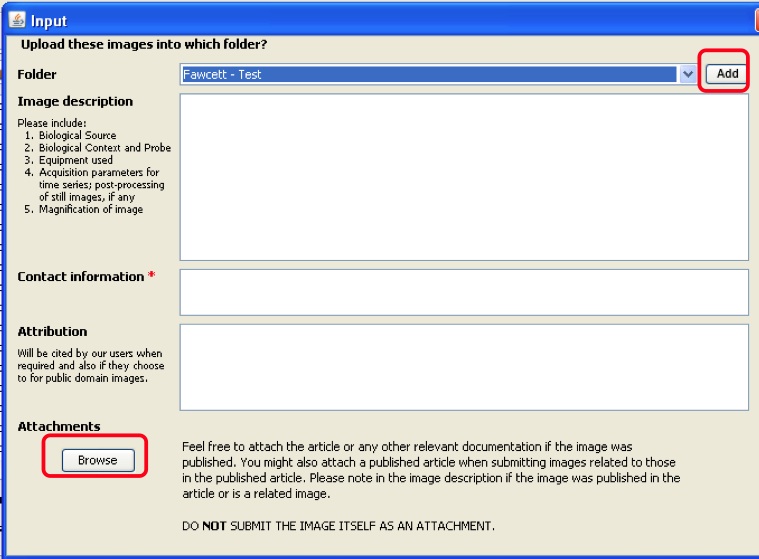 Input
Upload these images into which folder?
Folder
Fawcett - Test
Add
Image description
Please include:
1. Biological Source
2. Biological Context and Probe
3. Equipment used
4. Acquisition parameters for
time series; post-processing
of still images, if any
5. Magnification of image
Contact information *
Attribution
Will be cited by our users when
required and also if they choose
to for public domain images.
Attachments
Browse
Feel free to attach the article or any other relevant documentation if the image was
published. You might also attach a published article when submitting images related to those
in the published article. Please note in the image description if the image was published in the
article or is a related image.
DO NOT SUBMIT THE IMAGE ITSELF AS AN ATTACHMENT.